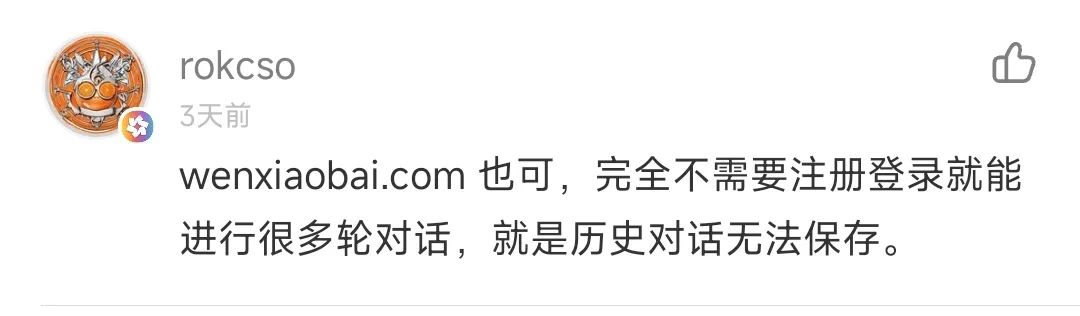 rokcso
3天前
wenxiaobai.com 也可，完全不需要注册登录就能
进行很多轮对话，就是历史对话无法保存。